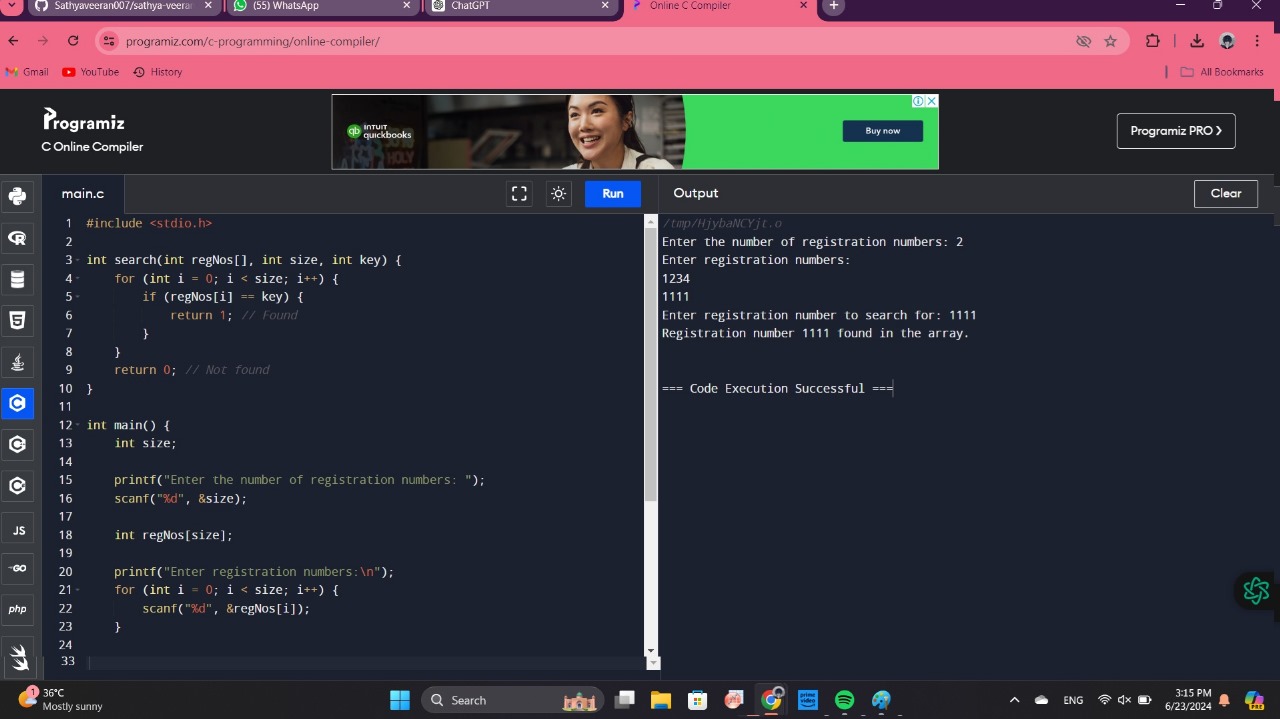 Sathyaveeran007/sathya-veerar
(55) WhatsApp
ChatGPT
Online C Compiler
programiz.com/c-programming/online-compiler/
Gmail
YouTube
History
All Bookmarks
Programiz
C Online Compiler
INTUIT
quickbooks
Buy now
Programiz PRO
main.c
Run
Output
Clear
1 #include <stdio.h>
2
3 int search(int regNos[], int size, int key) {
4 for (int i = 0; i < size; i++) {
5 if (regNos[i] == key) {
6 return 1; // Found
7 }
8 }
9 return 0; // Not found
10 }
11
12 int main() {
13 int size;
14
15 printf("Enter the number of registration numbers: ");
16 scanf("%d", &size);
17
18 int regNos[size];
19
20 printf("Enter registration numbers:\n");
21 for (int i = 0; i < size; i++) {
22 scanf("%d", &regNos[i]);
23 }
24
33
/tmp/HjybaNCYjt.o
Enter the number of registration numbers: 2
Enter registration numbers:
1234
1111
Enter registration number to search for: 1111
Registration number 1111 found in the array.
=== Code Execution Successful ===
JS
GO
php
1
36°C
Mostly sunny
Search
prime video
ENG
3:15 PM
6/23/2024